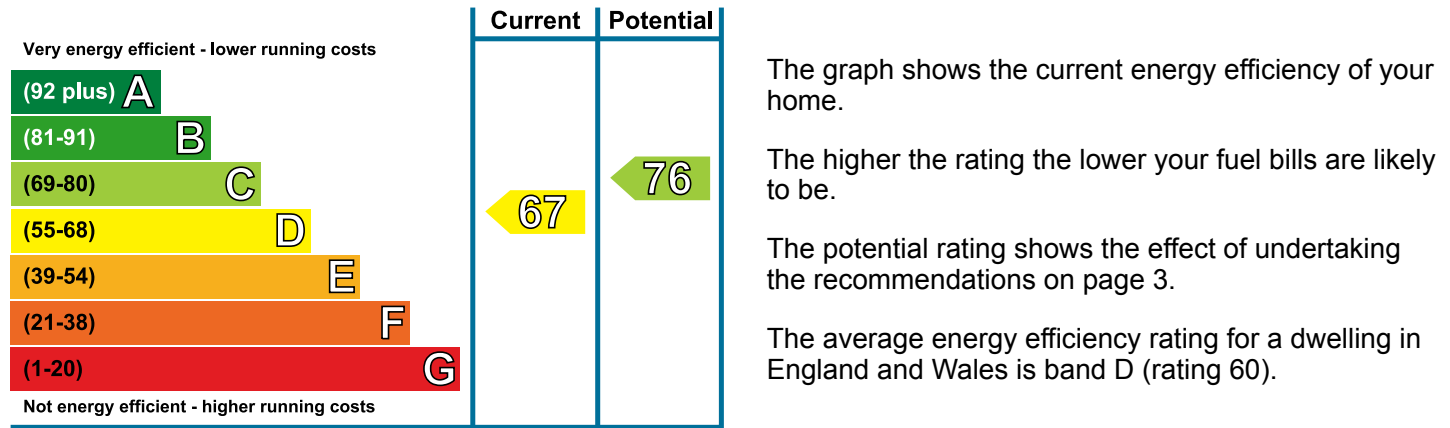 Current Potential
Very energy efficient - lower running costs
(92 plus) A
(81-91) B
(69-80) C
(55-68) D
(39-54) E
(21-38) F
(1-20) G
Not energy efficient - higher running costs
67
76
The graph shows the current energy efficiency of your
home.
The higher the rating the lower your fuel bills are likely
to be.
The potential rating shows the effect of undertaking
the recommendations on page 3.
The average energy efficiency rating for a dwelling in
England and Wales is band D (rating 60).